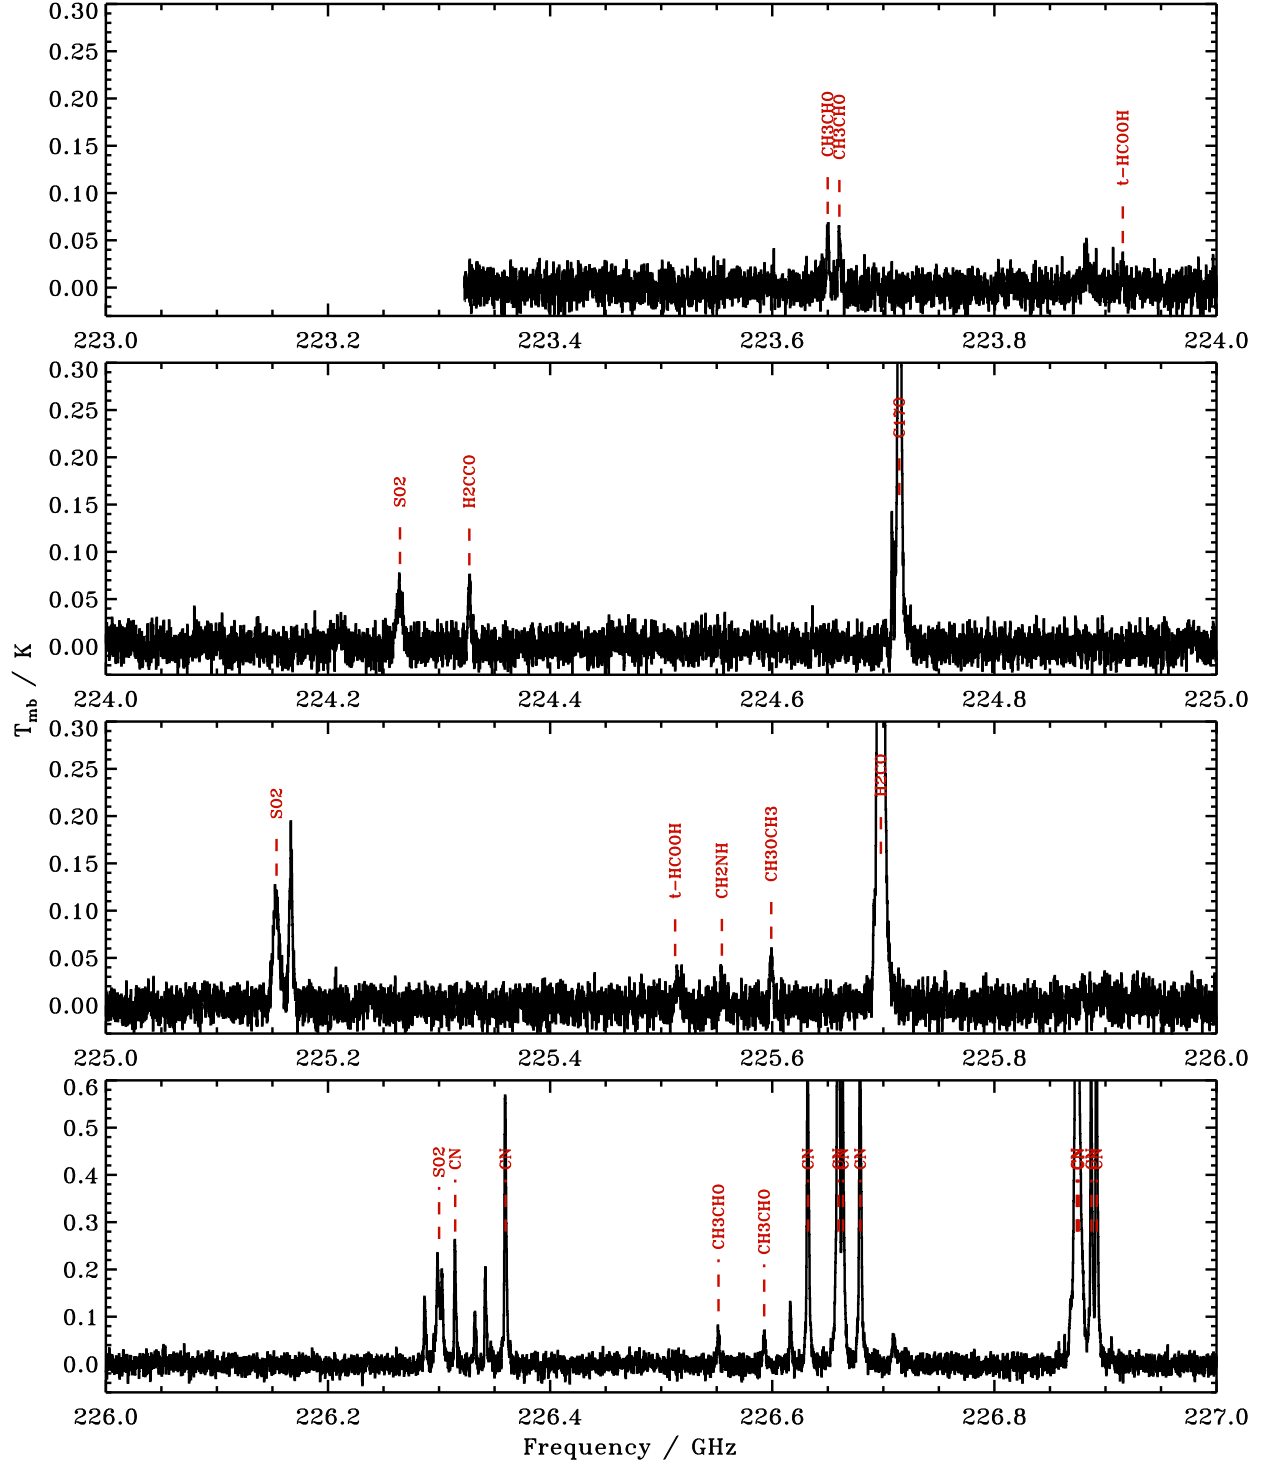 0.30
0.25
0.20
0.15
0.10
0.05
0.00
CH3CHO
CH3CHO
t-HCOOH
223.0 223.2 223.4 223.6 223.8 224.0
0.30
0.25
0.20
0.15
0.10
0.05
0.00
SO2
H2CCO
C17O
224.0 224.2 224.4 224.6 224.8 225.0
Tmb / K
0.30
0.25
0.20
0.15
0.10
0.05
0.00
SO2
t-HCOOH
CH2NH
CH3OCH3
H2CO
225.0 225.2 225.4 225.6 225.8 226.0
0.6
0.5
0.4
0.3
0.2
0.1
0.0
SO2
CN
CN
CH3CHO
CH3CHO
CN
CN
CN
CN
CN
CN
CN
CN
226.0 226.2 226.4 226.6 226.8 227.0
Frequency / GHz